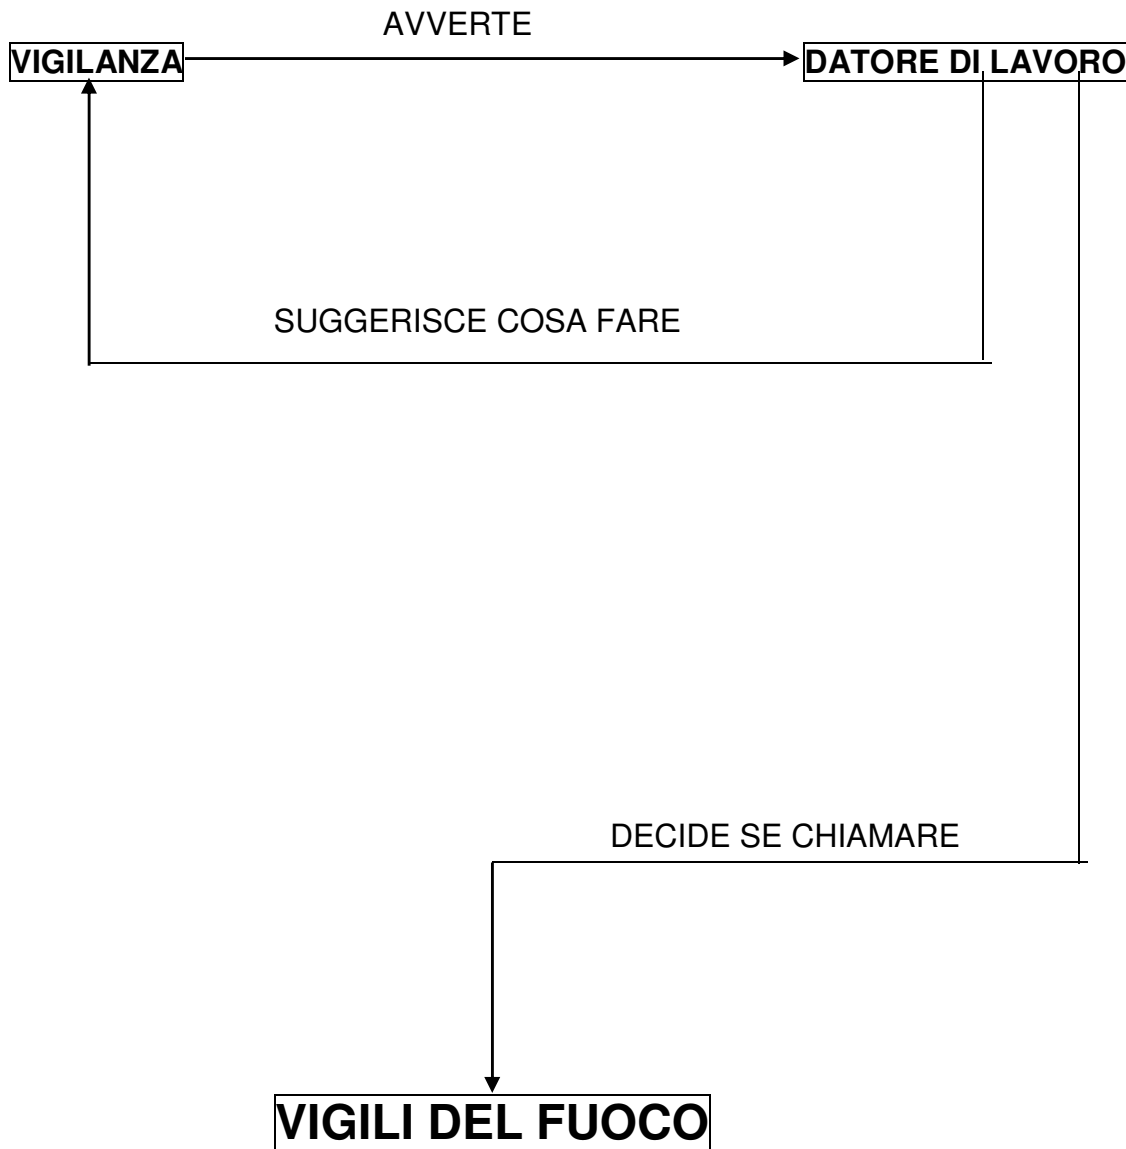 AVVERTE
VIGILANZA
DATORE DI LAVORO
SUGGERISCE COSA FARE
DECIDE SE CHIAMARE
VIGILI DEL FUOCO